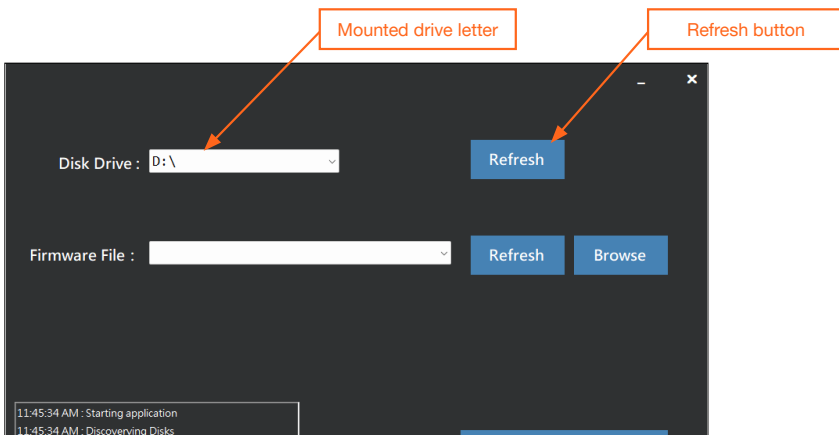 Mounted drive letter
Refresh button
Disk Drive :
D:\
Refresh
Firmware File :
Refresh
Browse
11:45:34 AM : Starting application
11:45:34 AM : Discoverying Disks